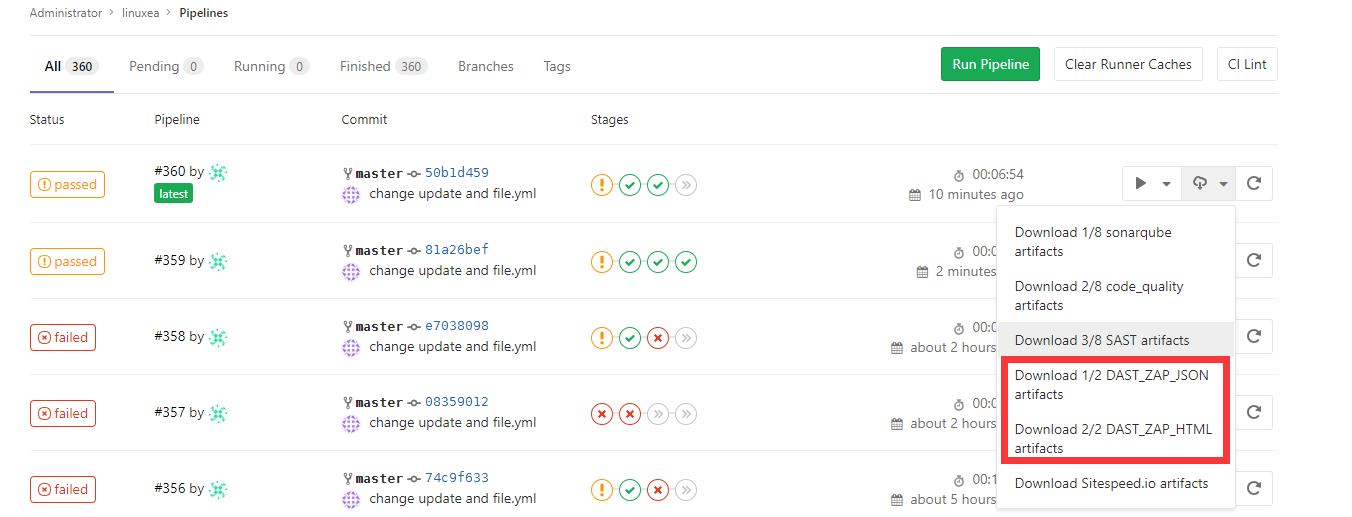 Administrator > linuxea > Pipelines
All 360 Pending 0 Running 0 Finished 360 Branches Tags Run Pipeline Clear Runner Caches CI Lint
Status Pipeline Commit Stages
passed #360 by latest master 50b1d459 00:06:54
change update and file.yml 10 minutes ago
Download 1/8 sonarqube
artifacts
Download 2/8 code_quality
artifacts
Download 3/8 SAST artifacts
Download 1/2 DAST_ZAP_JSON
artifacts
Download 2/2 DAST_ZAP_HTML
artifacts
Download Sitespeed.io artifacts
passed #359 by master 81a26bef 00:0
change update and file.yml 2 minutes
failed #358 by master e7038098 00:0
change update and file.yml about 2 hours
failed #357 by master 08359012 00:0
change update and file.yml about 2 hours
failed #356 by master 74c9f633 00:1
change update and file.yml about 5 hours